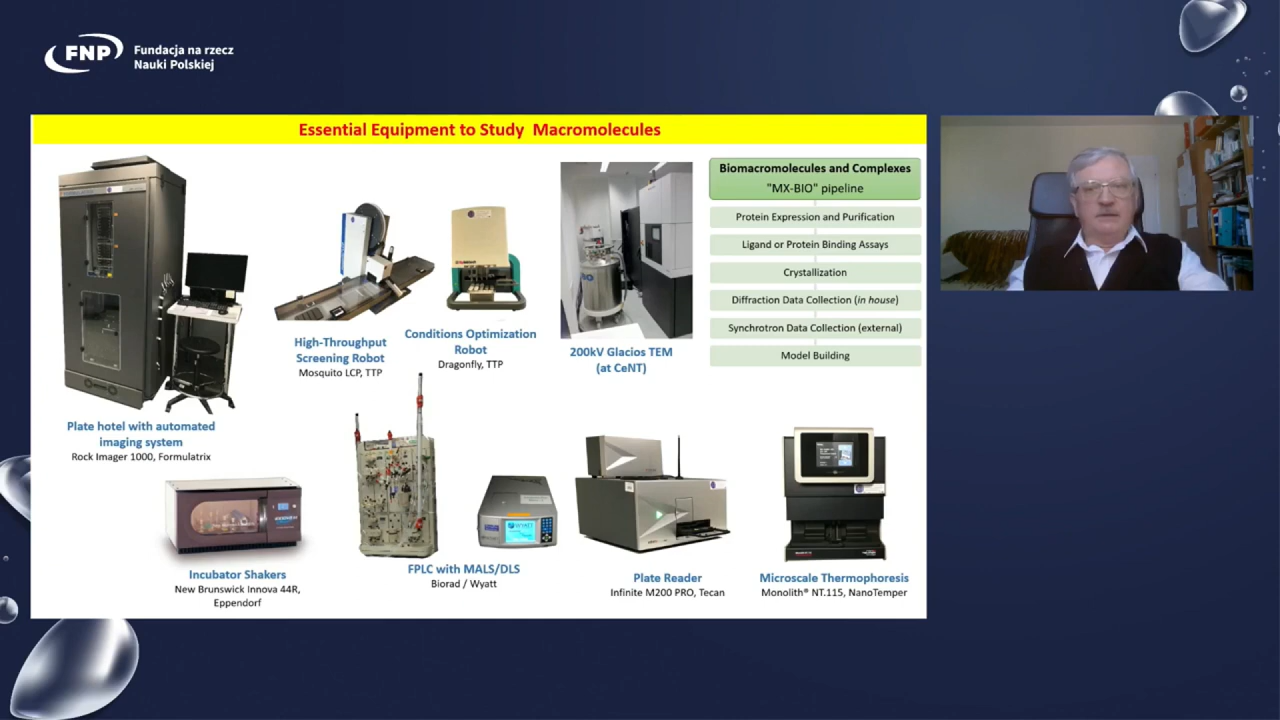 FNP
Fundacja na rzecz
Nauki Polskiej
Essential Equipment to Study Macromolecules
Plate hotel with automated
imaging system
Rock Imager 1000, Formulatrix
High-Throughput
Screening Robot
Mosquito LCP, TTP
Conditions Optimization
Robot
Dragonfly, TTP
200kV Glacios TEM
(at CeNT)
Biomacromolecules and Complexes
"MX-BIO" pipeline
Protein Expression and Purification
Ligand or Protein Binding Assays
Crystallization
Diffraction Data Collection (in house)
Synchrotron Data Collection (external)
Model Building
Incubator Shakers
New Brunswick Innova 44R,
Eppendorf
WYATT
FPLC with MALS/DLS
Biorad / Wyatt
Plate Reader
Infinite M200 PRO, Tecan
Microscale Thermophoresis
Monolith® NT.115, NanoTemper